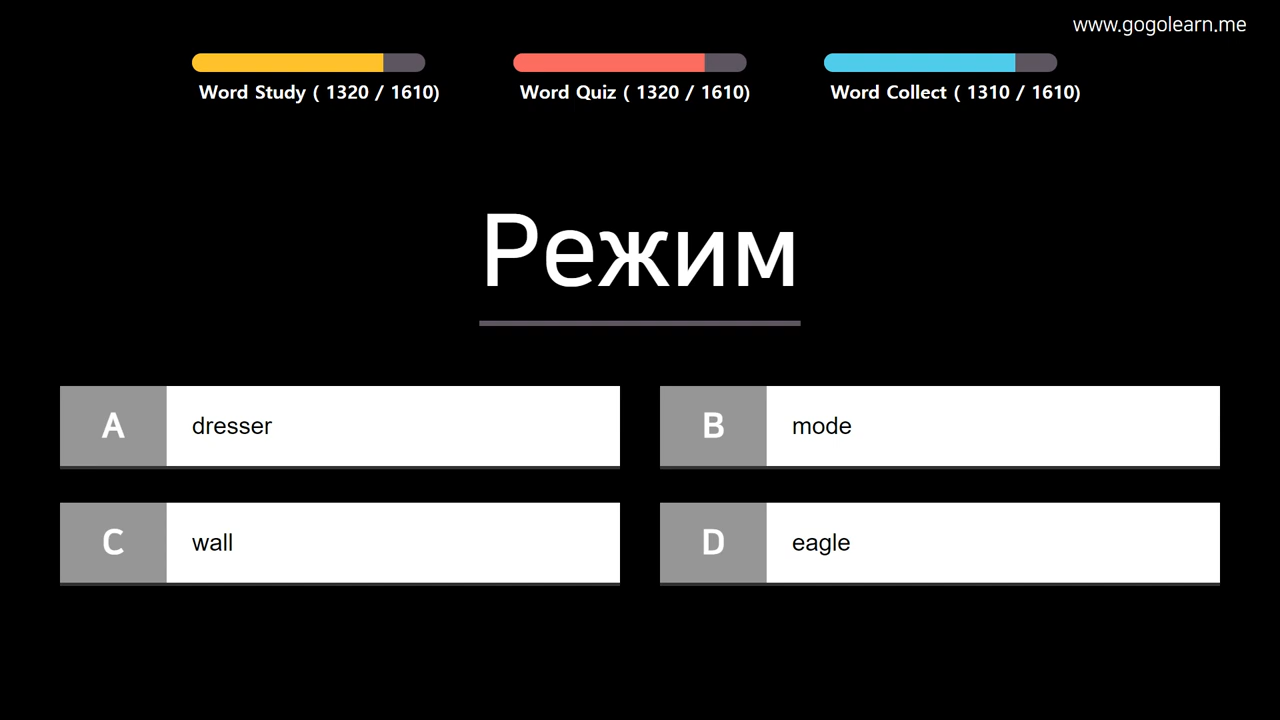 www.gogolearn.me
Word Study ( 1320 / 1610)
Word Quiz ( 1320 / 1610)
Word Collect ( 1310 / 1610)
Режим
A dresser
B mode
C wall
D eagle